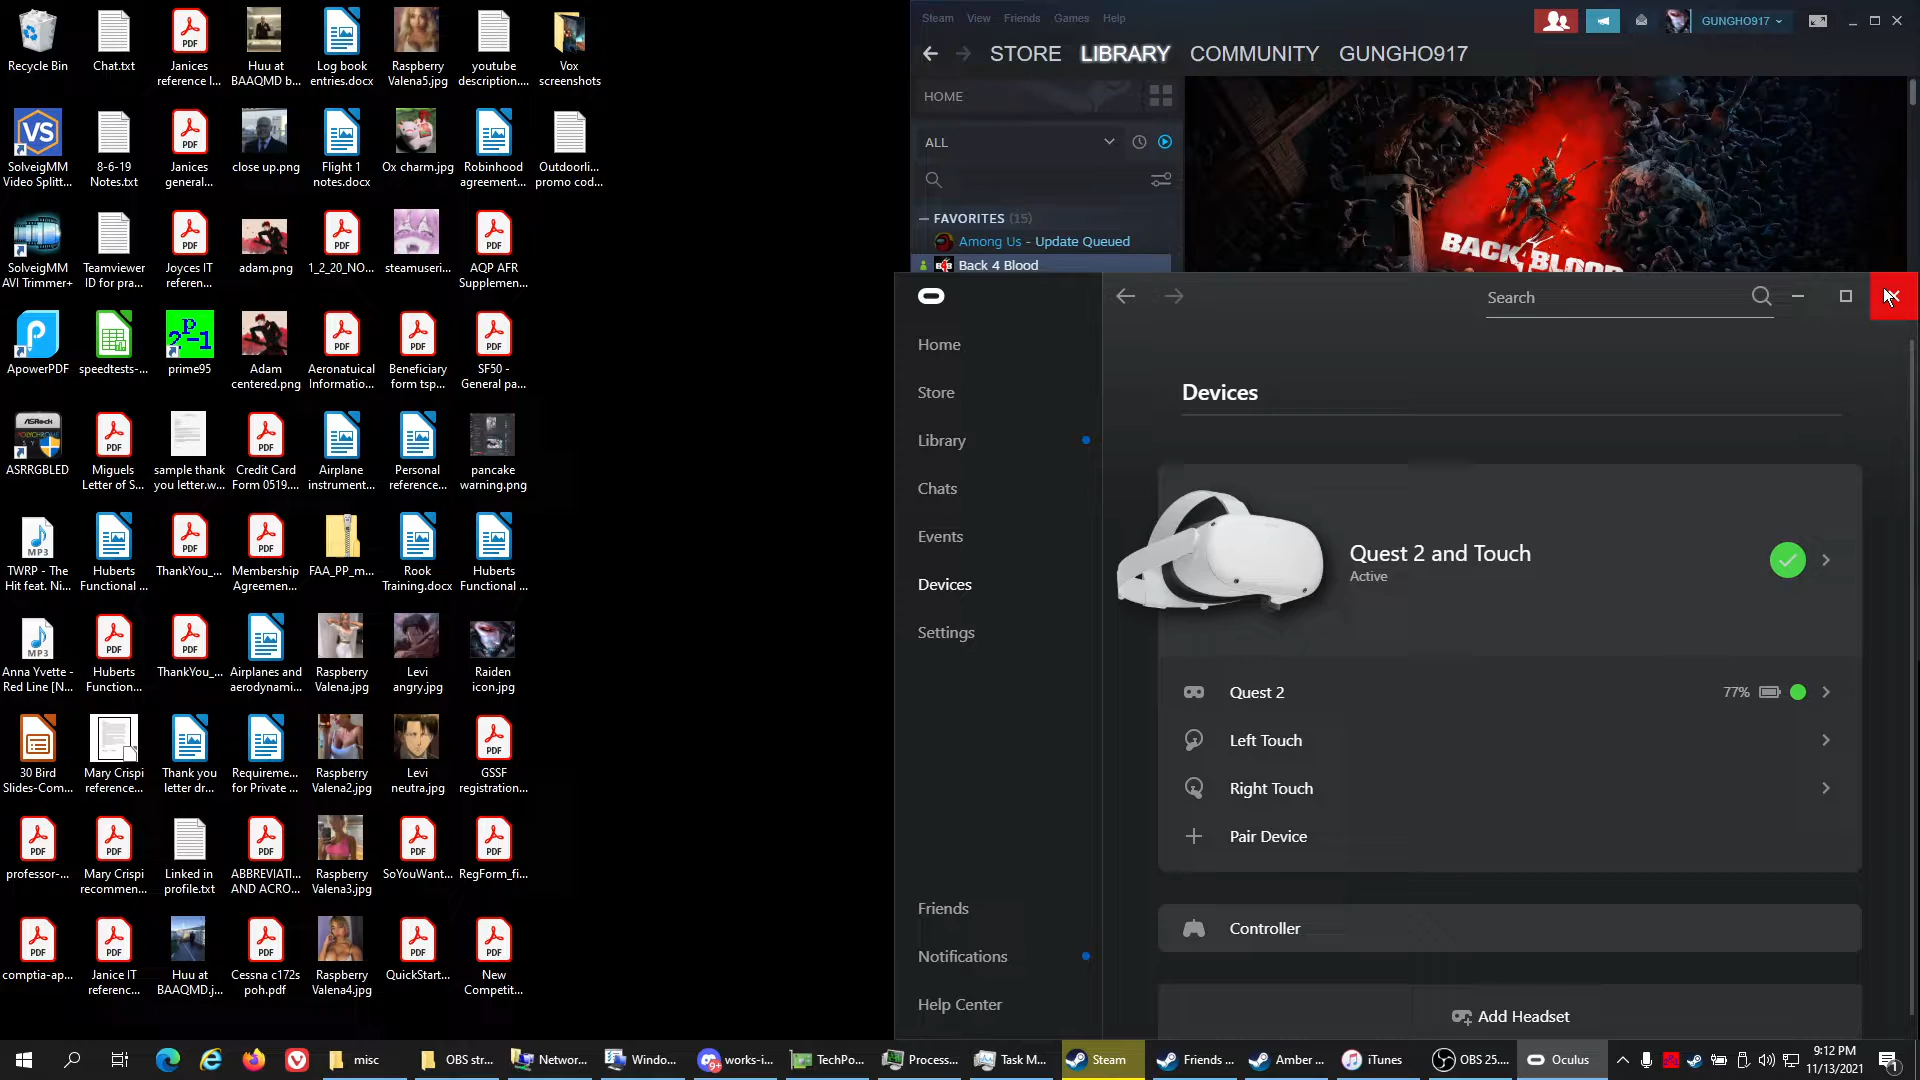 Recycle Bin
Chat.txt
Janices
reference l...
Huu at
BAAQMD b...
Log book
entries.docx
Raspberry
Valena5.jpg
youtube
description....
Vox
screenshots
SolveigMM
Video Splitt...
8-6-19
Notes.txt
Janices
general...
close up.png
Flight 1
notes.docx
Ox charm.jpg
Robinhood
agreement...
Outdoorli...
promo cod...
SolveigMM
AVI Trimmer+
Teamviewer
ID for pra...
Joyces IT
referen...
adam.png
1_2_20_NO...
steamuseri...
AQP AFR
Supplemen...
ApowerPDF
speedtests-...
prime95
Adam
centered.png
Aeronatuical
Informatio...
Beneficiary
form tsp...
SF50 -
General pa...
ASRRGBLED
Miguels
Letter of S...
sample thank
you letter.w...
Credit Card
Form 0519....
Airplane
instrument...
Personal
reference...
pancake
warning.png
TWRP - The
Hit feat. Ni...
Huberts
Functional ...
ThankYou_...
Membership
Agreemen...
FAA_PP_m...
Rook
Training.docx
Huberts
Functional ...
Anna Yvette -
Red Line [N...
Huberts
Function...
ThankYou_...
Airplanes and
aerodynami...
Raspberry
Valena.jpg
Levi
angry.jpg
Raiden
icon.jpg
30 Bird
Slides-Com...
Mary Crispi
reference...
Thank you
letter dr...
Requireme...
for Private ...
Raspberry
Valena2.jpg
Levi
neutra.jpg
GSSF
registration...
professor-...
Mary Crispi
recommen...
Linked in
profile.txt
ABBREVIATI...
AND ACRO...
Raspberry
Valena3.jpg
SoYouWant...
RegForm_fi...
comptia-ap...
Janice IT
referenc...
Huu at
BAAQMD.j...
Cessna c172s
poh.pdf
Raspberry
Valena4.jpg
QuickStart...
New
Competit...
Steam View Friends Games Help
GUNGHO917
STORE LIBRARY COMMUNITY GUNGHO917
HOME
ALL
FAVORITES (15)
Among Us - Update Queued
Back 4 Blood
BACK 4 BLOOD
Search
Home
Store
Library
Chats
Events
Devices
Settings
Friends
Notifications
Help Center
Devices
Quest 2 and Touch
Active
Quest 2
77%
Left Touch
Right Touch
Pair Device
Controller
Add Headset
misc
OBS str...
Networ...
Windo...
works-i...
TechPo...
Process...
Task M...
Steam
Friends ...
Amber ...
iTunes
OBS 25....
Oculus
9:12 PM
11/13/2021